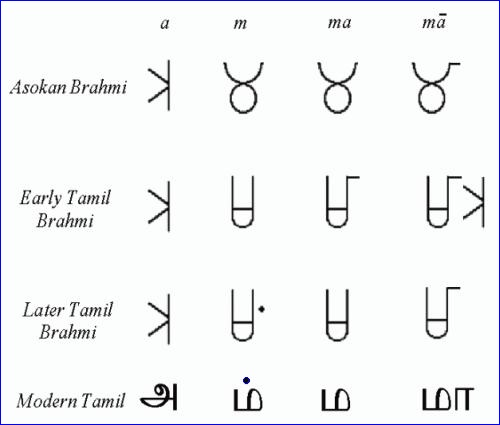 a m ma mā
Asokan Brahmi 𑀅 𑀫 𑀫 𑀫𑀸
Early Tamil
Brahmi 𑀅 𑀫 𑀫𑀸 𑀫𑀸𑀅
Later Tamil
Brahmi 𑀅 𑀫𑁆 𑀫 𑀫𑀸
Modern Tamil அ ம் ம மா